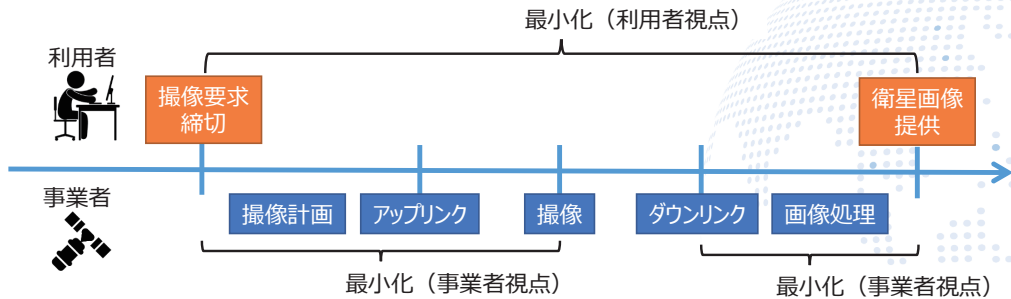 最小化（利用者視点）
利用者
撮像要求
締切
衛星画像
提供
事業者
撮像計画
アップリンク
撮像
ダウンリンク
画像処理
最小化（事業者視点）
最小化（事業者視点）